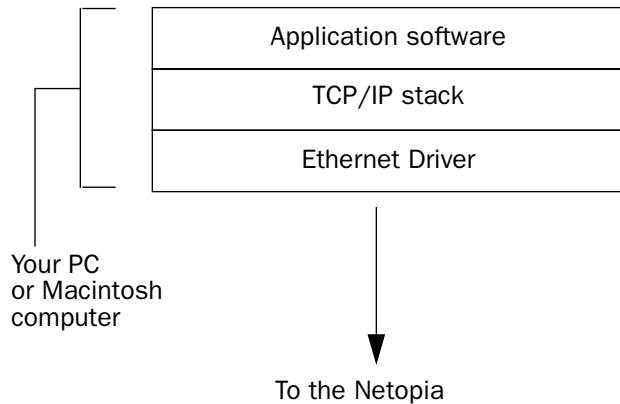 Application software
TCP/IP stack
Ethernet Driver
Your PC
or Macintosh
computer
To the Netopia